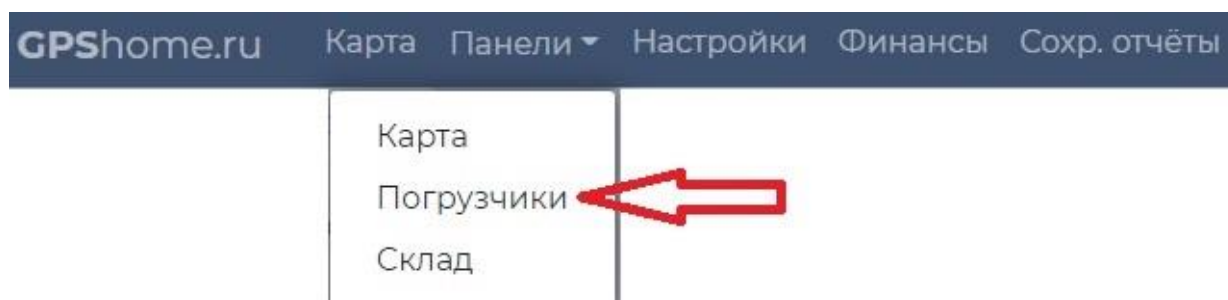 GPShome.ru Карта Панели Настройки Финансы Сохр. отчёты
Карта
Погрузчики
Склад